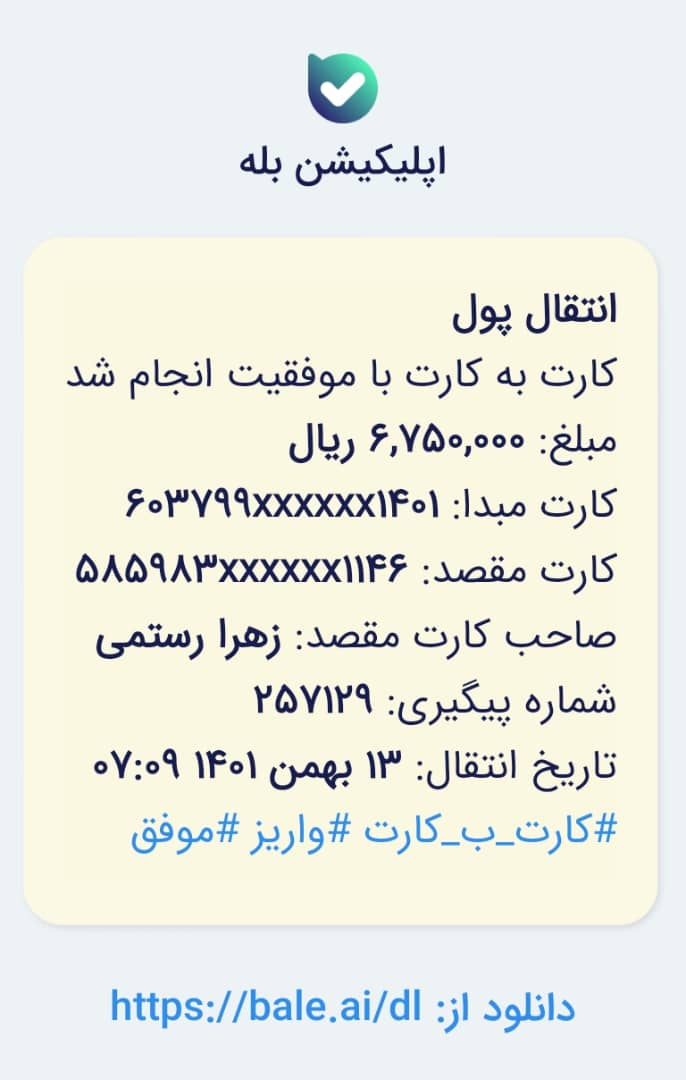 اپلیکیشن بله
انتقال پول
کارت به کارت با موفقیت انجام شد
مبلغ: ۶,۷۵۰,۰۰۰ ریال
کارت مبدا: ۶۰۳۷۹۹xxxxxx۱۴۰۱
کارت مقصد: ۵۸۵۹۸۳xxxxxx۱۱۴۶
صاحب کارت مقصد: زهرا رستمی
شماره پیگیری: ۲۵۷۱۲۹
تاریخ انتقال: ۱۳ بهمن ۱۴۰۱ ۰۷:۰۹
#کارت_ب_کارت #واریز #موفق
دانلود از: https://bale.ai/dl